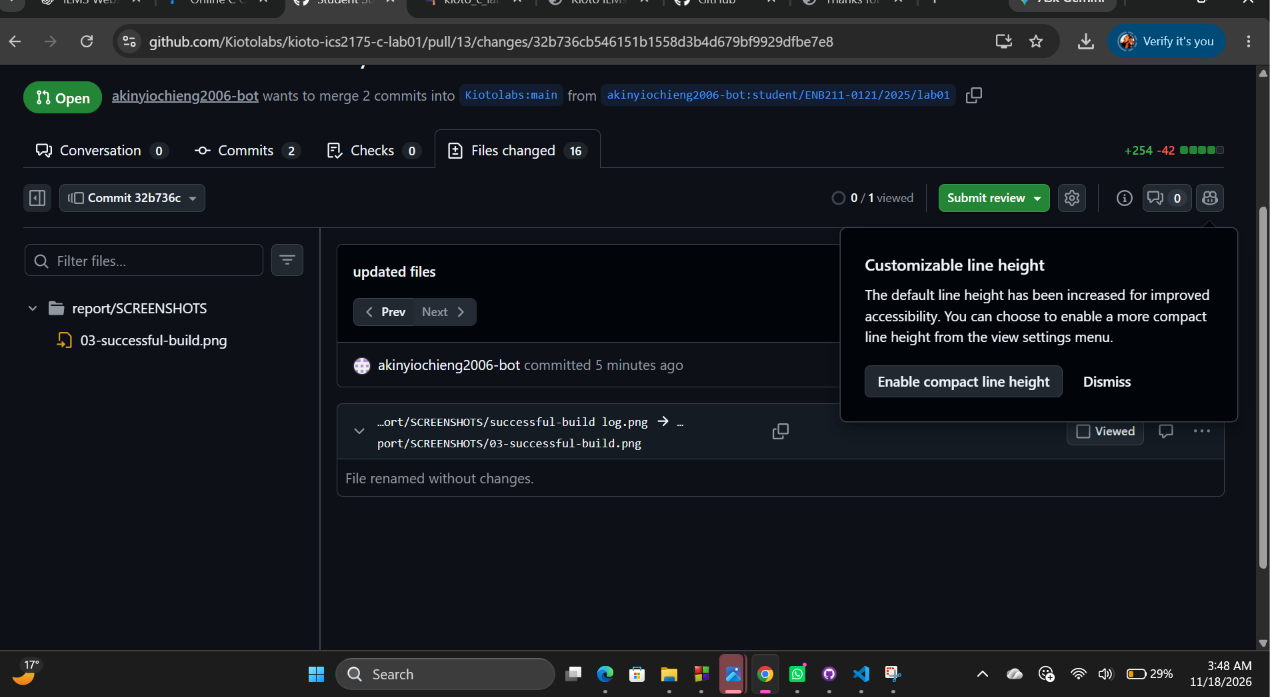 Online C C
GitHub
github.com/Kiotolabs/kioto-ics2175-c-lab01/pull/13/changes/32b736cb546151b1558d3b4d679bf9929dfbe7e8
Verify it's you
Open
akinyiochieng2006-bot wants to merge 2 commits into Kiotolabs:main from akinyiochieng2006-bot:student/ENB211-0121/2025/lab01
Conversation 0
Commits 2
Checks 0
Files changed 16
+254 -42
Commit 32b736c
0 / 1 viewed
Submit review
0
Filter files...
report/SCREENSHOTS
03-successful-build.png
updated files
Prev
Next
akinyiochieng2006-bot committed 5 minutes ago
…ort/SCREENSHOTS/successful-build log.png → …
port/SCREENSHOTS/03-successful-build.png
Viewed
File renamed without changes.
Customizable line height
The default line height has been increased for improved
accessibility. You can choose to enable a more compact
line height from the view settings menu.
Enable compact line height
Dismiss
17°
Search
29%
3:48 AM
11/18/2026